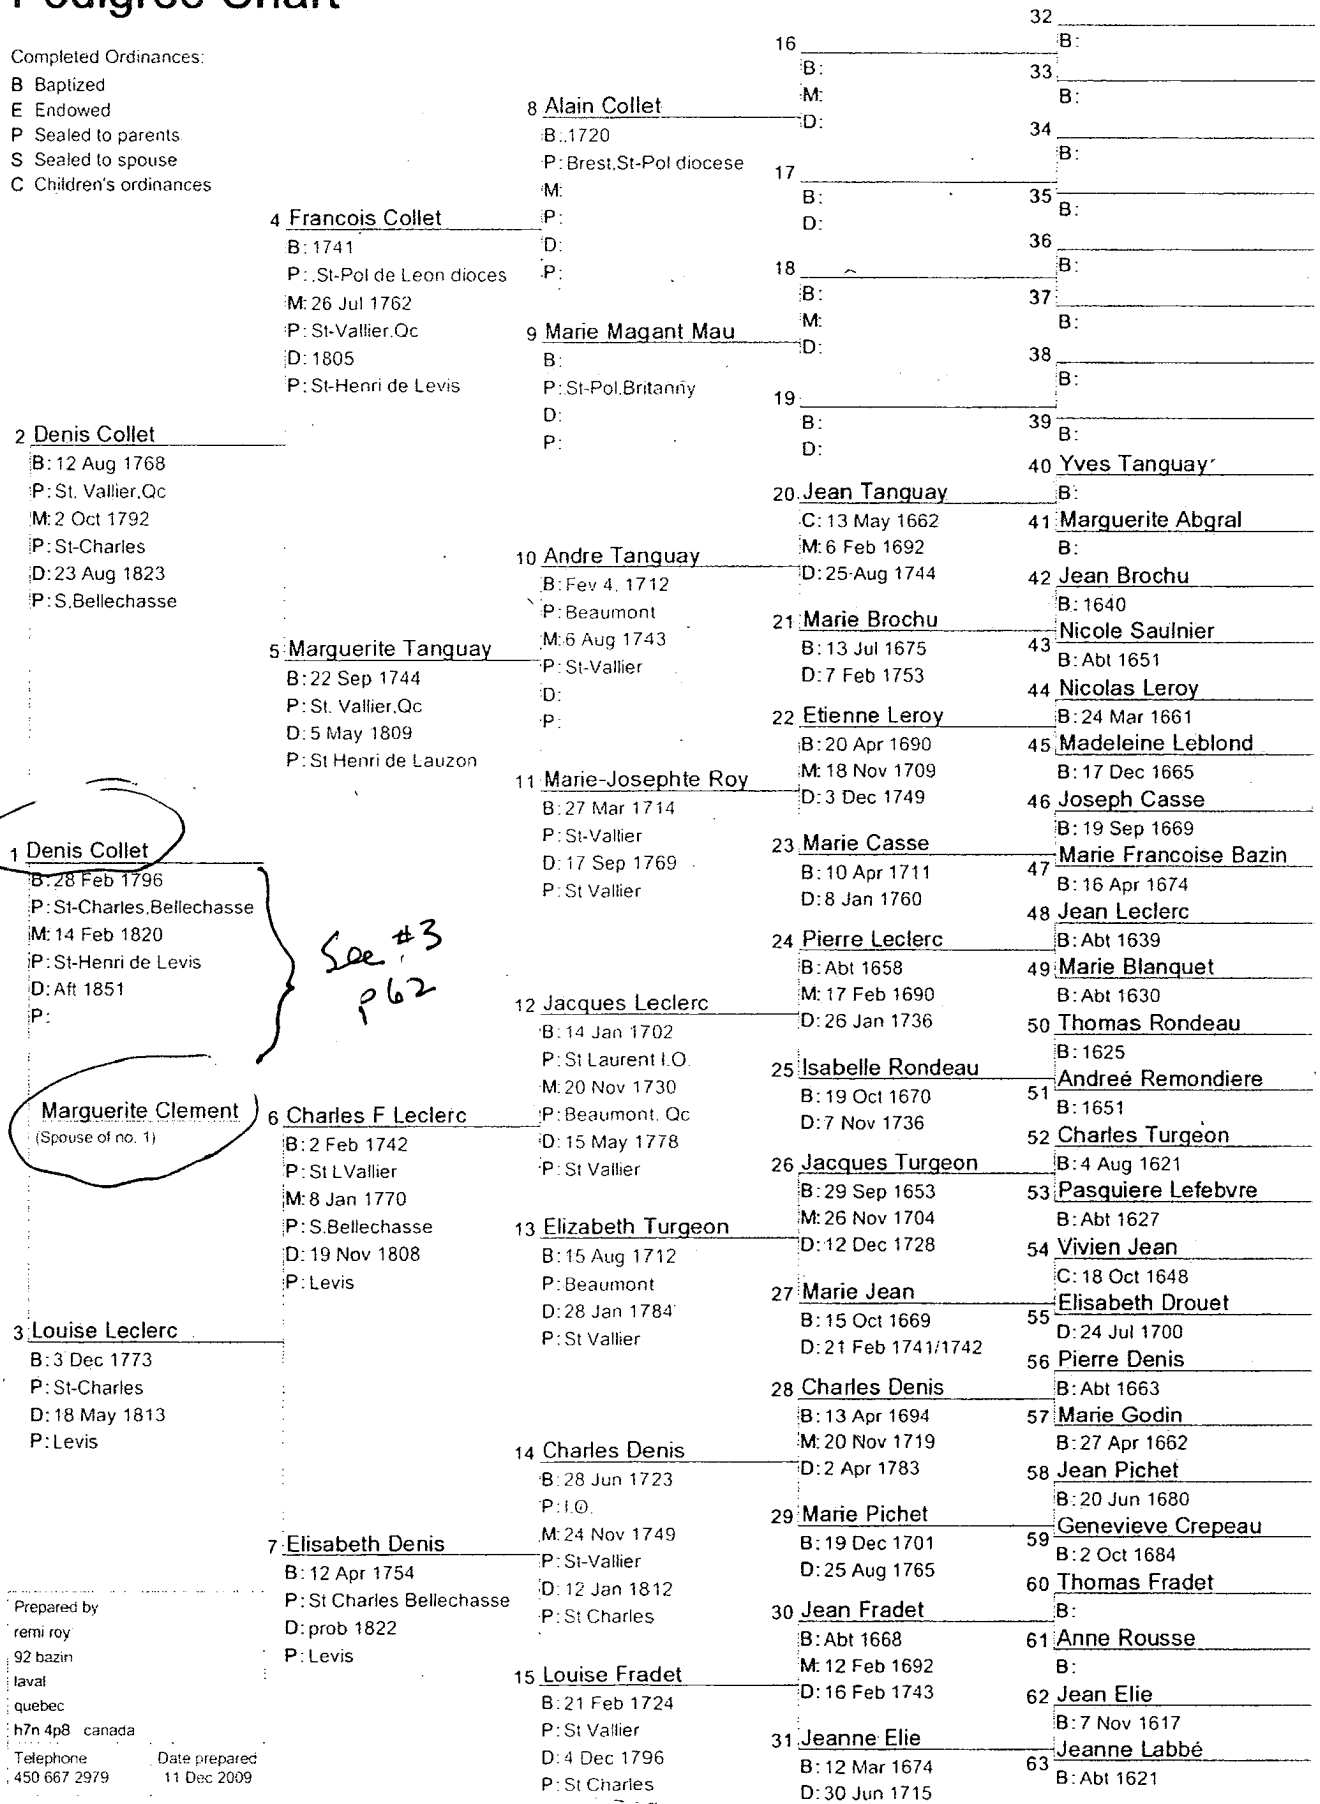 Pedigree Chart
Completed Ordinances:
B Baptized
E Endowed
P Sealed to parents
S Sealed to spouse
C Children's ordinances
1 Denis Collet
B: 28 Feb 1796
P: St-Charles,Bellechasse
M: 14 Feb 1820
P: St-Henri de Levis
D: Aft 1851
P:
See #3
p62
Marguerite Clement
(Spouse of no. 1)
2 Denis Collet
B: 12 Aug 1768
P: St. Vallier,Qc
M: 2 Oct 1792
P: St-Charles
D: 23 Aug 1823
P: S.Bellechasse
3 Louise Leclerc
B: 3 Dec 1773
P: St-Charles
D: 18 May 1813
P: Levis
4 Francois Collet
B: 1741
P: .St-Pol de Leon dioces
M: 26 Jul 1762
P: St-Vallier.Qc
D: 1805
P: St-Henri de Levis
5 Marguerite Tanguay
B: 22 Sep 1744
P: St. Vallier,Qc
D: 5 May 1809
P: St Henri de Lauzon
6 Charles F Leclerc
B: 2 Feb 1742
P: St LVallier
M: 8 Jan 1770
P: S.Bellechasse
D: 19 Nov 1808
P: Levis
7 Elisabeth Denis
B: 12 Apr 1754
P: St Charles Bellechasse
D: prob 1822
P: Levis
8 Alain Collet
B: .1720
P: Brest,St-Pol diocese
M:
P:
D:
P:
9 Marie Magant Mau
B:
P: St-Pol,Britanny
D:
P:
10 Andre Tanguay
B: Fev 4, 1712
P: Beaumont
M: 6 Aug 1743
P: St-Vallier
D:
P:
11 Marie-Josephte Roy
B: 27 Mar 1714
P: St-Vallier
D: 17 Sep 1769
P: St Vallier
12 Jacques Leclerc
B: 14 Jan 1702
P: St Laurent I.O.
M: 20 Nov 1730
P: Beaumont, Qc
D: 15 May 1778
P: St Vallier
13 Elizabeth Turgeon
B: 15 Aug 1712
P: Beaumont
D: 28 Jan 1784
P: St Vallier
14 Charles Denis
B: 28 Jun 1723
P: I.O.
M: 24 Nov 1749
P: St-Vallier
D: 12 Jan 1812
P: St Charles
15 Louise Fradet
B: 21 Feb 1724
P: St Vallier
D: 4 Dec 1796
P: St Charles
16
B:
M:
D:
17
B:
D:
18
B:
M:
D:
19
B:
D:
20 Jean Tanguay
C: 13 May 1662
M: 6 Feb 1692
D: 25 Aug 1744
21 Marie Brochu
B: 13 Jul 1675
D: 7 Feb 1753
22 Etienne Leroy
B: 20 Apr 1690
M: 18 Nov 1709
D: 3 Dec 1749
23 Marie Casse
B: 10 Apr 1711
D: 8 Jan 1760
24 Pierre Leclerc
B: Abt 1658
M: 17 Feb 1690
D: 26 Jan 1736
25 Isabelle Rondeau
B: 19 Oct 1670
D: 7 Nov 1736
26 Jacques Turgeon
B: 29 Sep 1653
M: 26 Nov 1704
D: 12 Dec 1728
27 Marie Jean
B: 15 Oct 1669
D: 21 Feb 1741/1742
28 Charles Denis
B: 13 Apr 1694
M: 20 Nov 1719
D: 2 Apr 1783
29 Marie Pichet
B: 19 Dec 1701
D: 25 Aug 1765
30 Jean Fradet
B: Abt 1668
M: 12 Feb 1692
D: 16 Feb 1743
31 Jeanne Elie
B: 12 Mar 1674
D: 30 Jun 1715
32
B:
33
B:
34
B:
35
B:
36
B:
37
B:
38
B:
39
B:
40 Yves Tanguay
B:
41 Marguerite Abgral
B:
42 Jean Brochu
B: 1640
43 Nicole Saulnier
B: Abt 1651
44 Nicolas Leroy
B: 24 Mar 1661
45 Madeleine Leblond
B: 17 Dec 1665
46 Joseph Casse
B: 19 Sep 1669
47 Marie Francoise Bazin
B: 16 Apr 1674
48 Jean Leclerc
B: Abt 1639
49 Marie Blanquet
B: Abt 1630
50 Thomas Rondeau
B: 1625
51 Andreé Remondiere
B: 1651
52 Charles Turgeon
B: 4 Aug 1621
53 Pasquiere Lefebvre
B: Abt 1627
54 Vivien Jean
C: 18 Oct 1648
55 Elisabeth Drouet
D: 24 Jul 1700
56 Pierre Denis
B: Abt 1663
57 Marie Godin
B: 27 Apr 1662
58 Jean Pichet
B: 20 Jun 1680
59 Genevieve Crepeau
B: 2 Oct 1684
60 Thomas Fradet
B:
61 Anne Rousse
B:
62 Jean Elie
B: 7 Nov 1617
63 Jeanne Labbé
B: Abt 1621
Prepared by
remi roy
92 bazin
laval
quebec
h7n 4p8 canada
Telephone
450 667 2979
Date prepared
11 Dec 2009